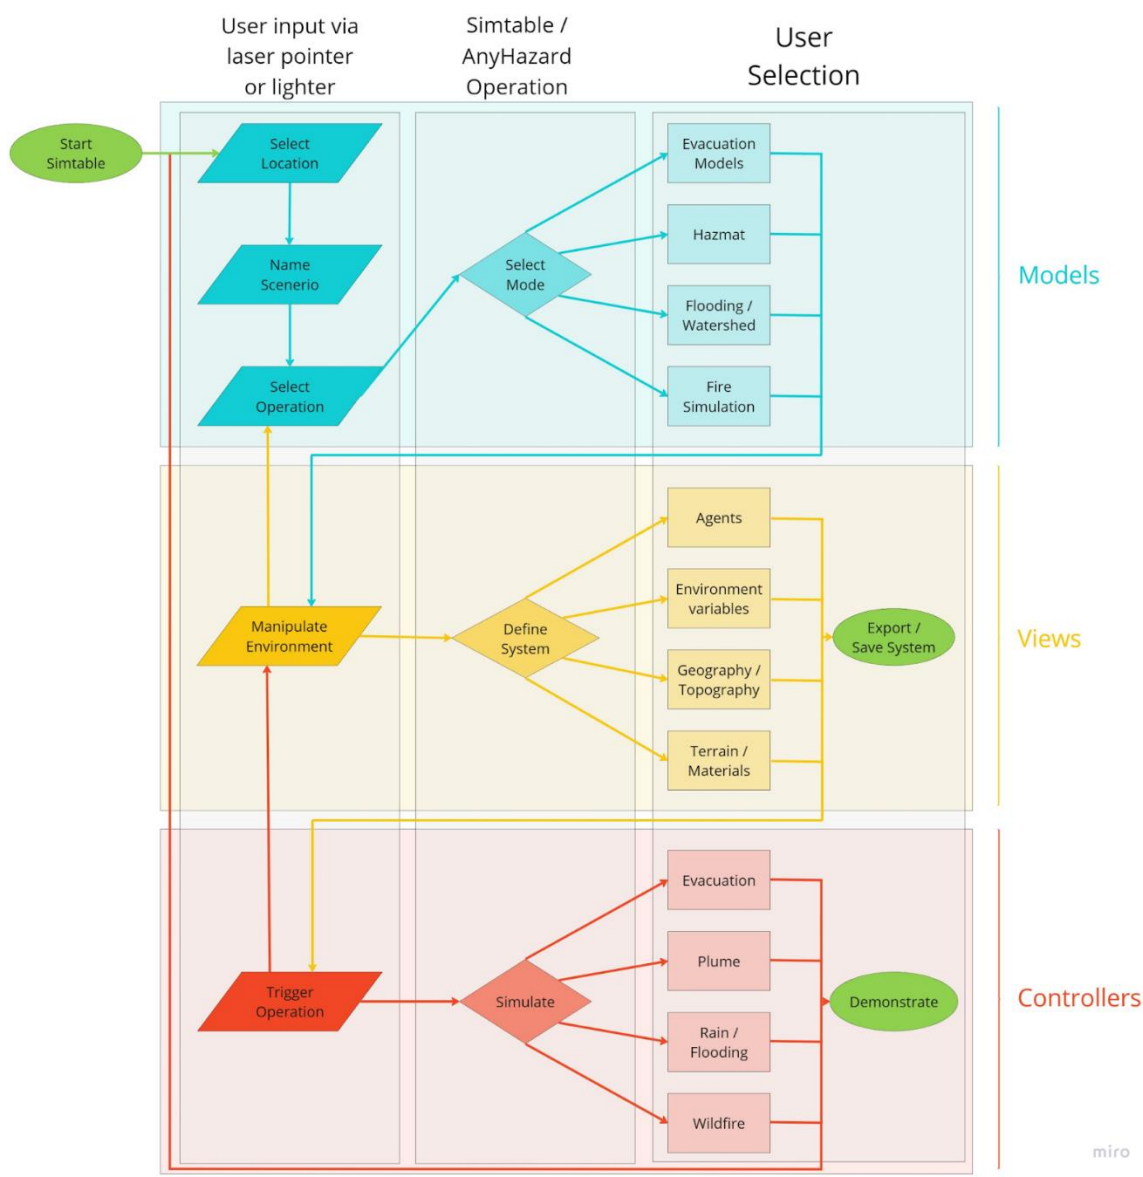 User input via
laser pointer
or lighter
Simtable /
AnyHazard
Operation
User
Selection
Start
Simtable
Select
Location
Name
Scenerio
Select
Operation
Select
Mode
Evacuation
Models
Hazmat
Flooding /
Watershed
Fire
Simulation
Models
Manipulate
Environment
Define
System
Agents
Environment
variables
Geography /
Topography
Terrain /
Materials
Export /
Save System
Views
Trigger
Operation
Simulate
Evacuation
Plume
Rain /
Flooding
Wildfire
Demonstrate
Controllers
miro